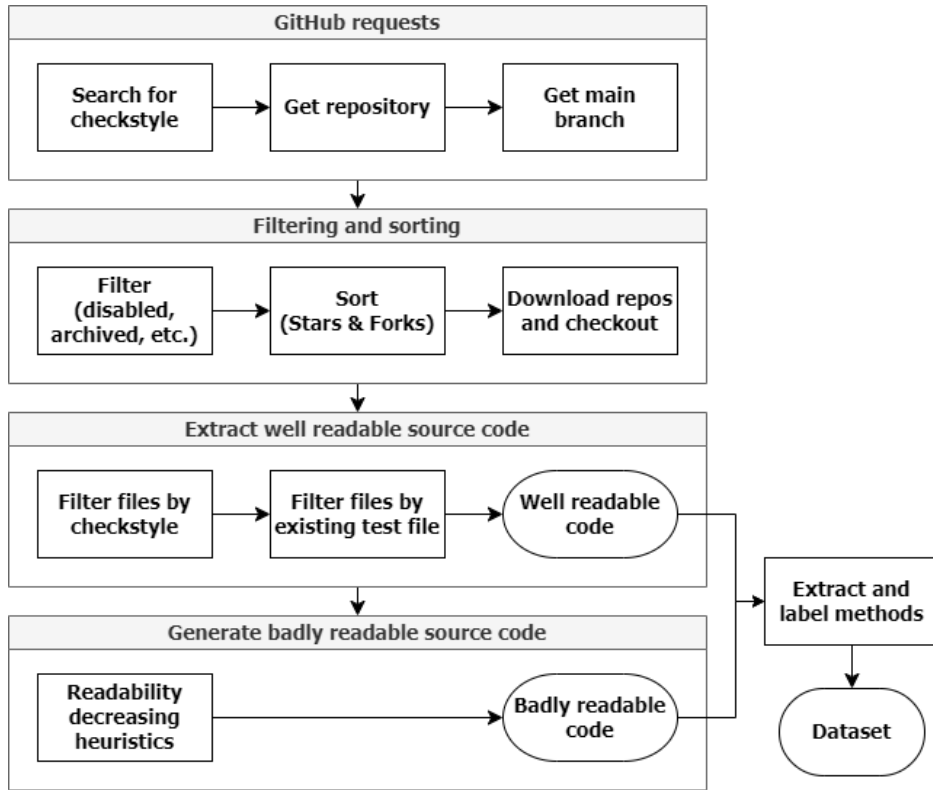 GitHub requests
Search for
checkstyle
Get repository
Get main
branch
Filtering and sorting
Filter
(disabled,
archived, etc.)
Sort
(Stars & Forks)
Download repos
and checkout
Extract well readable source code
Filter files by
checkstyle
Filter files by
existing test file
Well readable
code
Extract and
label methods
Generate badly readable source code
Readability
decreasing
heuristics
Badly readable
code
Dataset